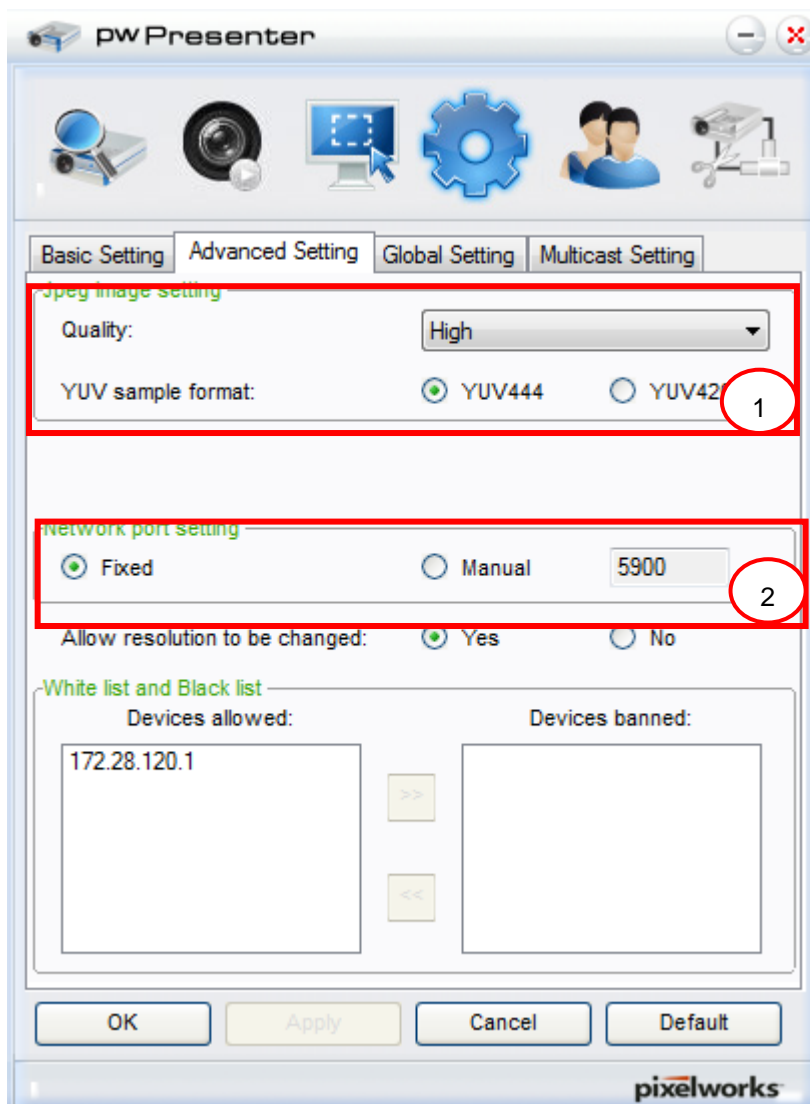 pwPresenter
Basic Setting Advanced Setting Global Setting Multicast Setting
Jpeg image setting
Quality: High
YUV sample format: YUV444 YUV42
1
Network port setting
Fixed Manual 5900
2
Allow resolution to be changed: Yes No
White list and Black list
Devices allowed: Devices banned:
172.28.120.1
>>
<<
OK Apply Cancel Default
pixelworks